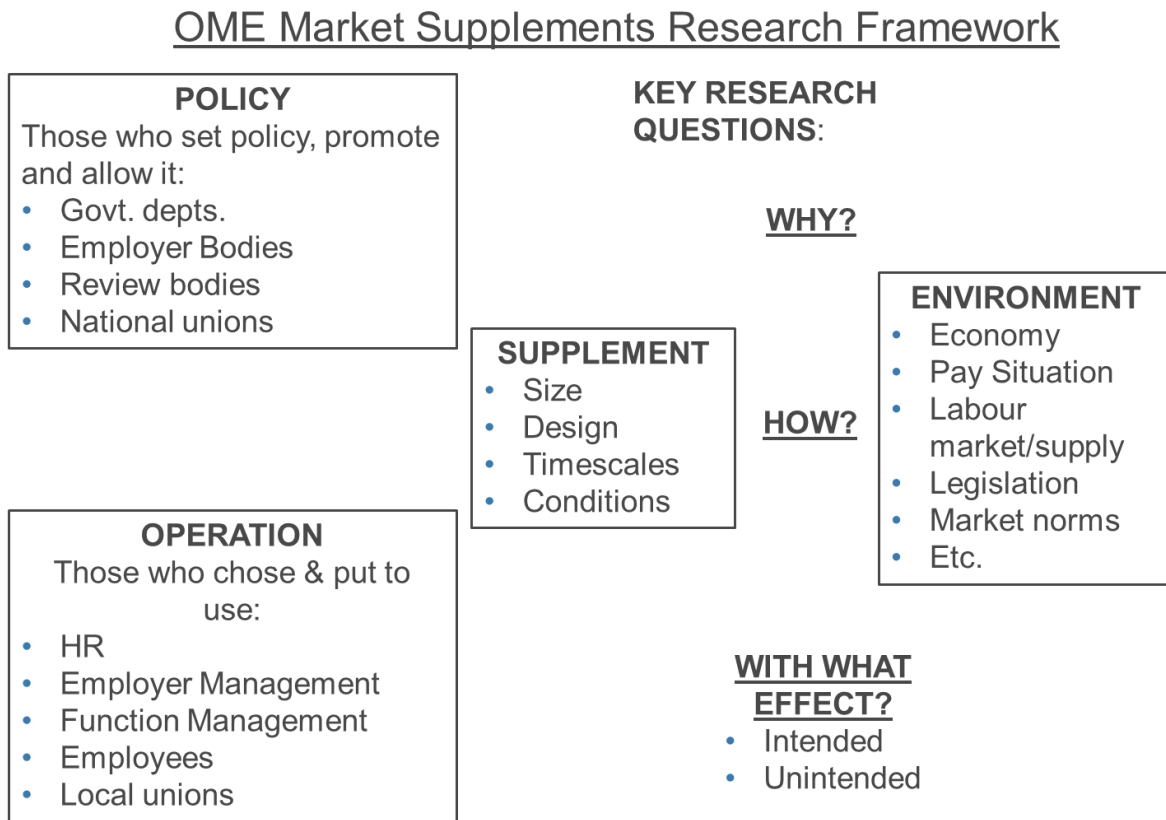 OME Market Supplements Research Framework
POLICY
Those who set policy, promote
and allow it:
• Govt. depts.
• Employer Bodies
• Review bodies
• National unions
OPERATION
Those who chose & put to
use:
• HR
• Employer Management
• Function Management
• Employees
• Local unions
SUPPLEMENT
• Size
• Design
• Timescales
• Conditions
KEY RESEARCH
QUESTIONS:
WHY?
HOW?
WITH WHAT
EFFECT?
• Intended
• Unintended
ENVIRONMENT
• Economy
• Pay Situation
• Labour
market/supply
• Legislation
• Market norms
• Etc.